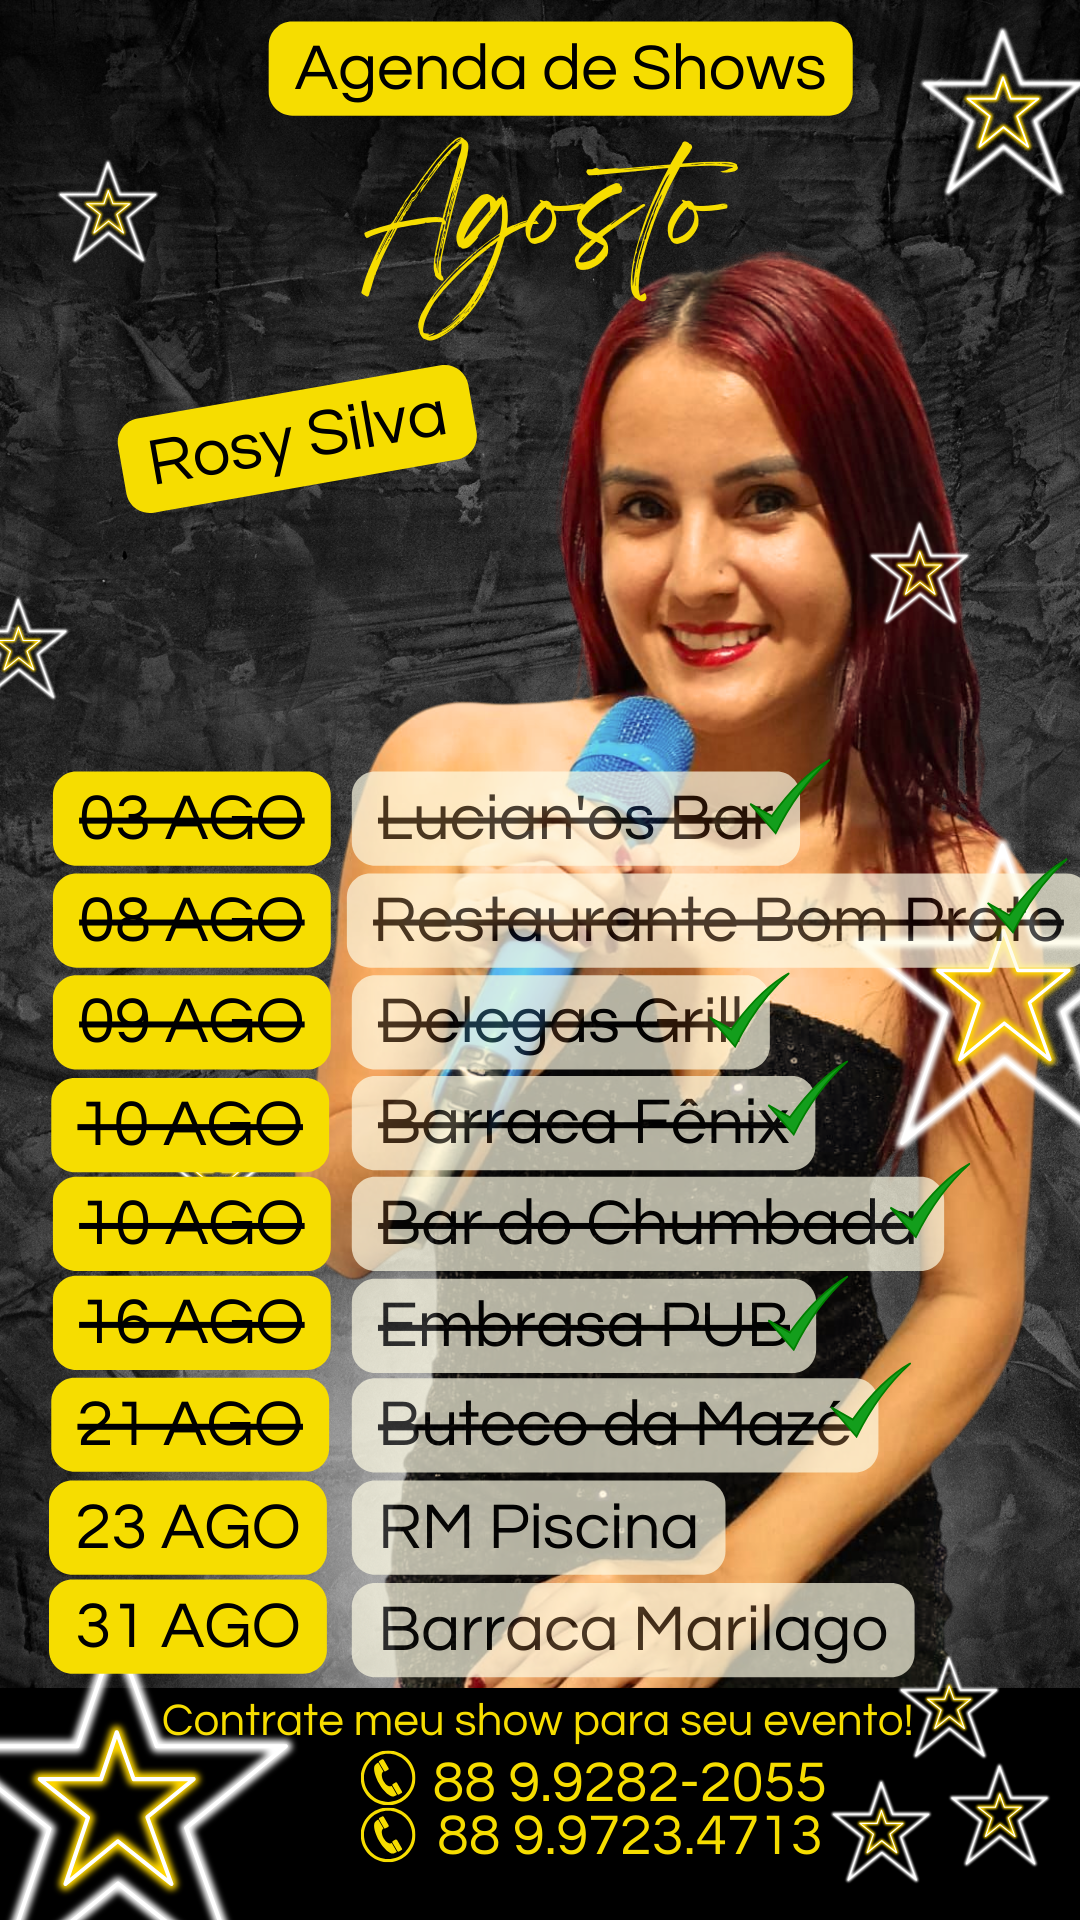 Agenda de Shows
Agosto
Rosy Silva
03 AGO Lucian'os Bar
08 AGO Restaurante Bom Prato
09 AGO Delegas Grill
10 AGO Barraca Fênix
10 AGO Bar do Chumbada
16 AGO Embrasa PUB
21 AGO Buteco da Mazé
23 AGO RM Piscina
31 AGO Barraca Marilago
Contrate meu show para seu evento!
88 9.9282-2055
88 9.9723.4713